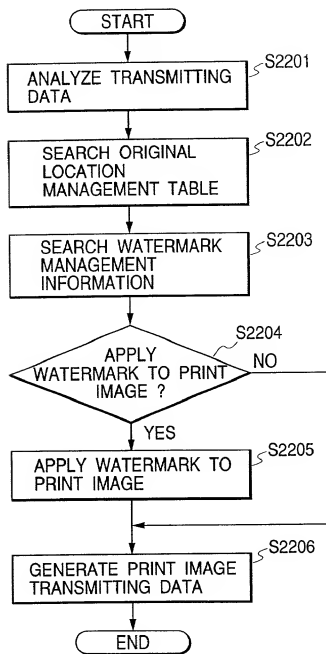 START
S2201
ANALYZE TRANSMITTING
DATA
S2202
SEARCH ORIGINAL
LOCATION
MANAGEMENT TABLE
S2203
SEARCH WATERMARK
MANAGEMENT
INFORMATION
S2204
APPLY
WATERMARK TO PRINT
IMAGE ?
NO
YES
S2205
APPLY WATERMARK TO
PRINT IMAGE
S2206
GENERATE PRINT IMAGE
TRANSMITTING DATA
END